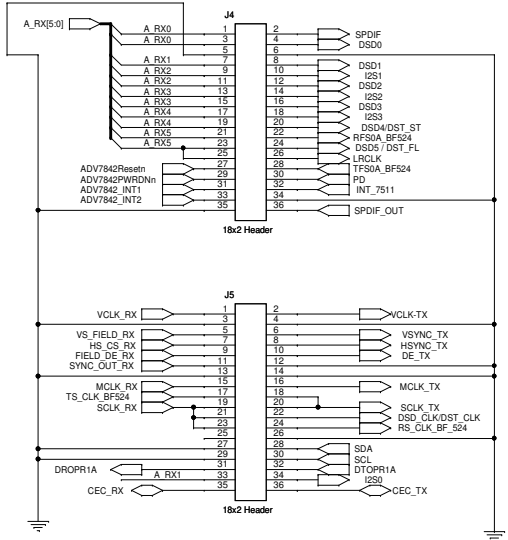 J4
A_RX[5:0]
A_RX0 1 2 SPDIF
A_RX0 3 4 DSD0
5 6
A_RX1 7 8 DSD1
A_RX2 9 10 I2S1
A_RX2 11 12 DSD2
A_RX3 13 14 I2S2
A_RX3 15 16 DSD3
A_RX4 17 18 I2S3
A_RX4 19 20 DSD4/DST_ST
A_RX5 21 22 RFS0A_BF524
A_RX5 23 24 DSD5 / DST_FL
25 26 LRCLK
ADV7842Resetn 27 28 TFS0A_BF524
ADV7842PWRDNn 29 30 PD
ADV7842_INT1 31 32 INT_7511
ADV7842_INT2 33 34
35 36 SPDIF_OUT
18x2 Header
J5
VCLK_RX 1 2 VCLK-TX
3 4
VS_FIELD_RX 5 6 VSYNC_TX
HS_CS_RX 7 8 HSYNC_TX
FIELD_DE_RX 9 10 DE_TX
SYNC_OUT_RX 11 12
13 14
MCLK_RX 15 16 MCLK_TX
TS_CLK_BF524 17 18
SCLK_RX 19 20 SCLK_TX
21 22 DSD_CLK/DST_CLK
23 24 RS_CLK_BF_524
25 26
27 28 SDA
29 30 SCL
DROPR1A 31 32 DTOPR1A
A_RX1 33 34 I2S0
CEC_RX 35 36 CEC_TX
18x2 Header